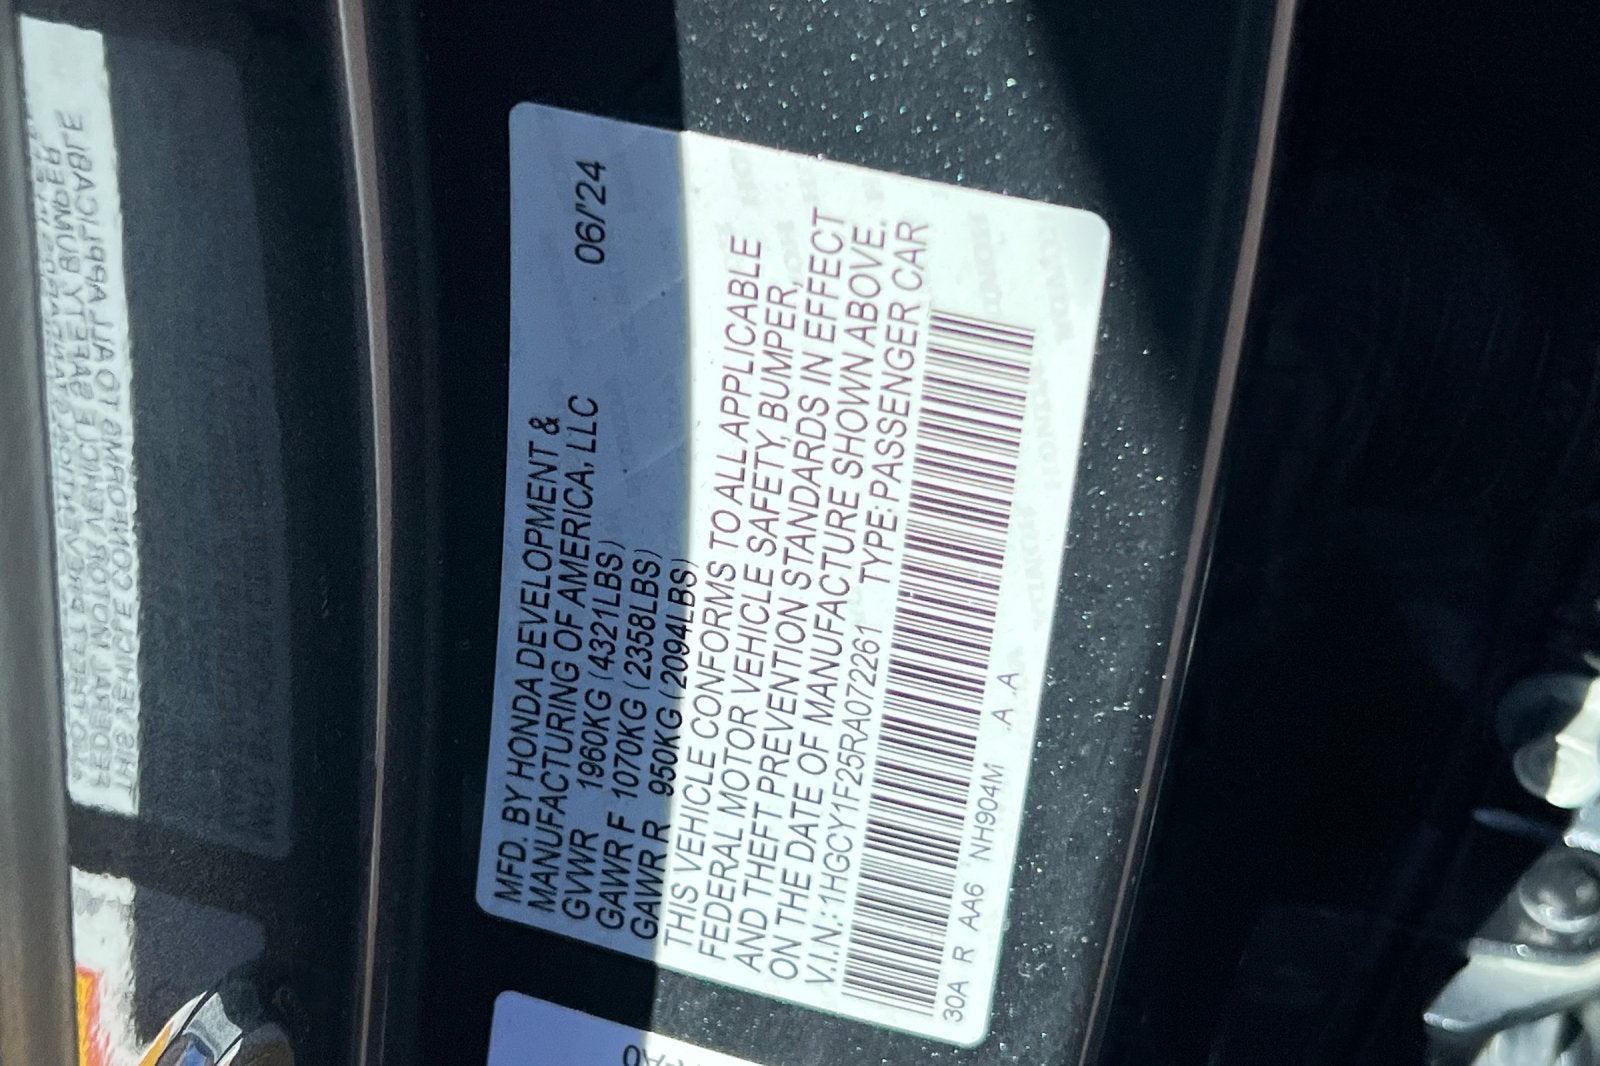 MFD. BY HONDA DEVELOPMENT &
MANUFACTURING OF AMERICA, LLC 06/'24
GVWR 1960KG (4321LBS)
GAWR F 1070KG (2358LBS)
GAWR R 950KG (2094LBS)
THIS VEHICLE CONFORMS TO ALL APPLICABLE
FEDERAL MOTOR VEHICLE SAFETY, BUMPER,
AND THEFT PREVENTION STANDARDS IN EFFECT
ON THE DATE OF MANUFACTURE SHOWN ABOVE.
V.I.N.: 1HGCY1F25RA072261 TYPE: PASSENGER CAR
30A R AA6 NH904M A A